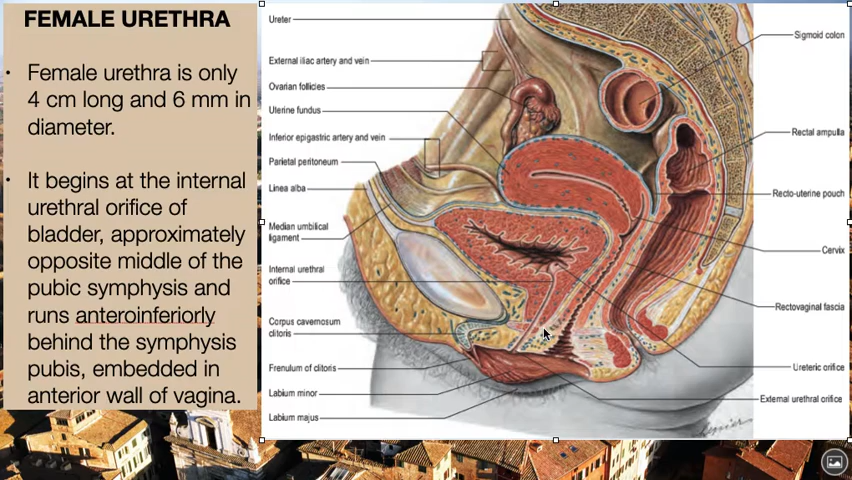 FEMALE URETHRA
• Female urethra is only
4 cm long and 6 mm in
diameter.
• It begins at the internal
urethral orifice of
bladder, approximately
opposite middle of the
pubic symphysis and
runs anteroinferiorly
behind the symphysis
pubis, embedded in
anterior wall of vagina.
Ureter
External iliac artery and vein
Ovarian follicles
Uterine fundus
Inferior epigastric artery and vein
Parietal peritoneum
Linea alba
Median umbilical
ligament
Internal urethral
orifice
Corpus cavernosum
clitoris
Frenulum of clitoris
Labium minor
Labium majus
Sigmoid colon
Rectal ampulla
Recto-uterine pouch
Cervix
Rectovaginal fascia
Ureteric orifice
External urethral orifice